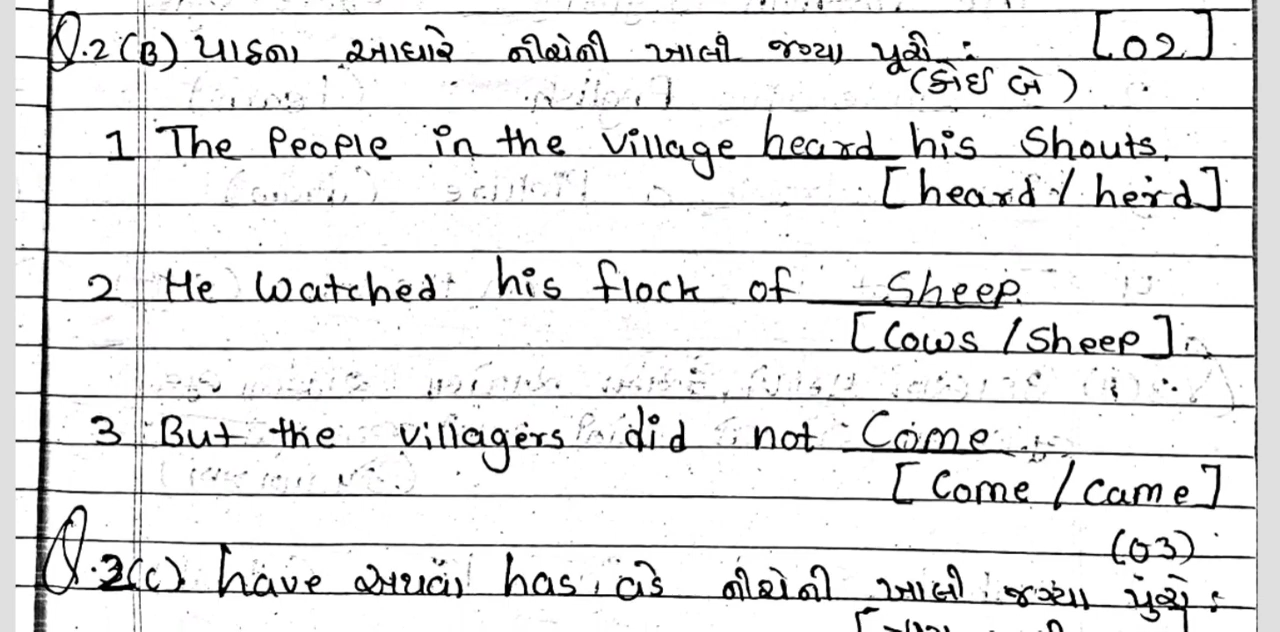 Q.2(B) પાઠના આધારે નીચેની ખાલી જગ્યા પૂરો : [02]
(કોઈ બે)
1 The People in the village heard his Shouts.
[heard / herd]
2 He watched his flock of Sheep.
[Cows / Sheep]
3 But the villagers did not Come.
[Come / Came]
(03)
Q.2(C) have અથવા has વડે નીચેની ખાલી જગ્યા પુરો :